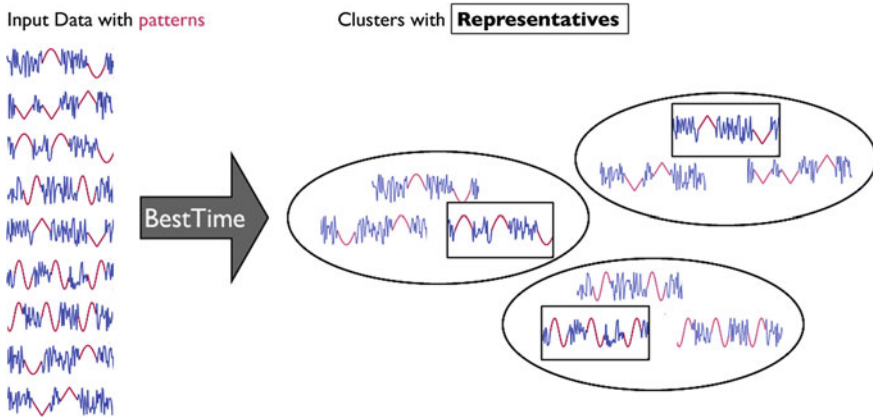 Input Data with patterns
Clusters with Representatives
BestTime